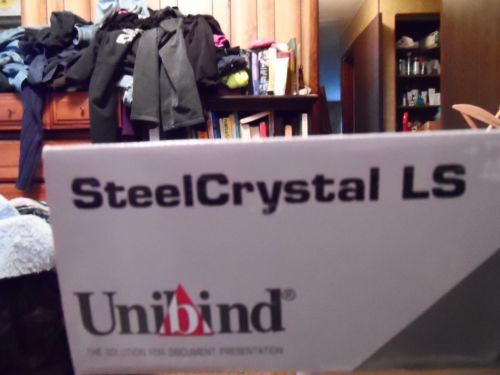 SteelCrystal LS
Unibind®
THE SOLUTION FOR DOCUMENT PRESENTATION